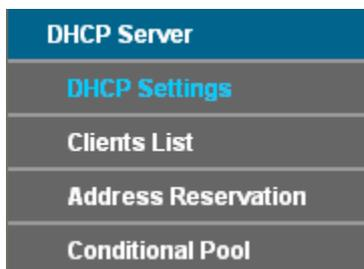 DHCP Server
DHCP Settings
Clients List
Address Reservation
Conditional Pool